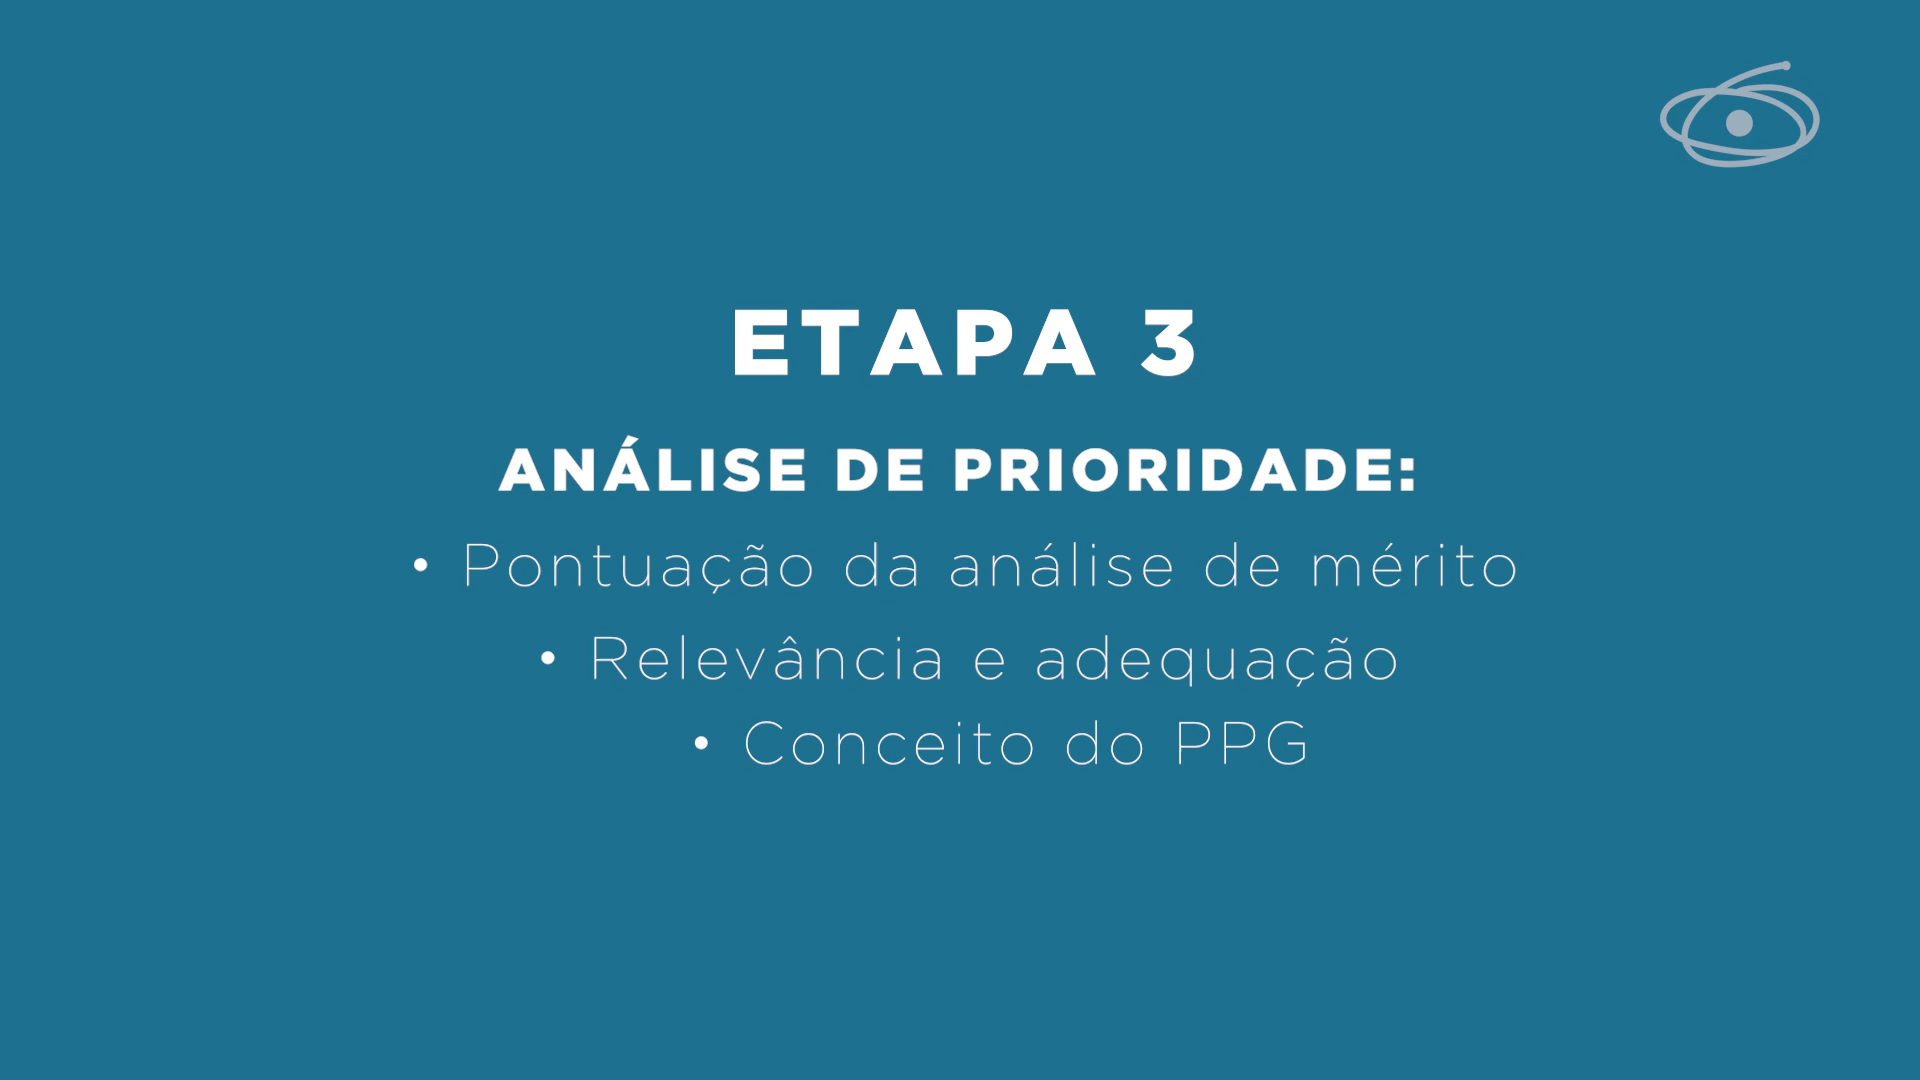 ETAPA 3
ANÁLISE DE PRIORIDADE:
• Pontuação da análise de mérito
• Relevância e adequação
• Conceito do PPG